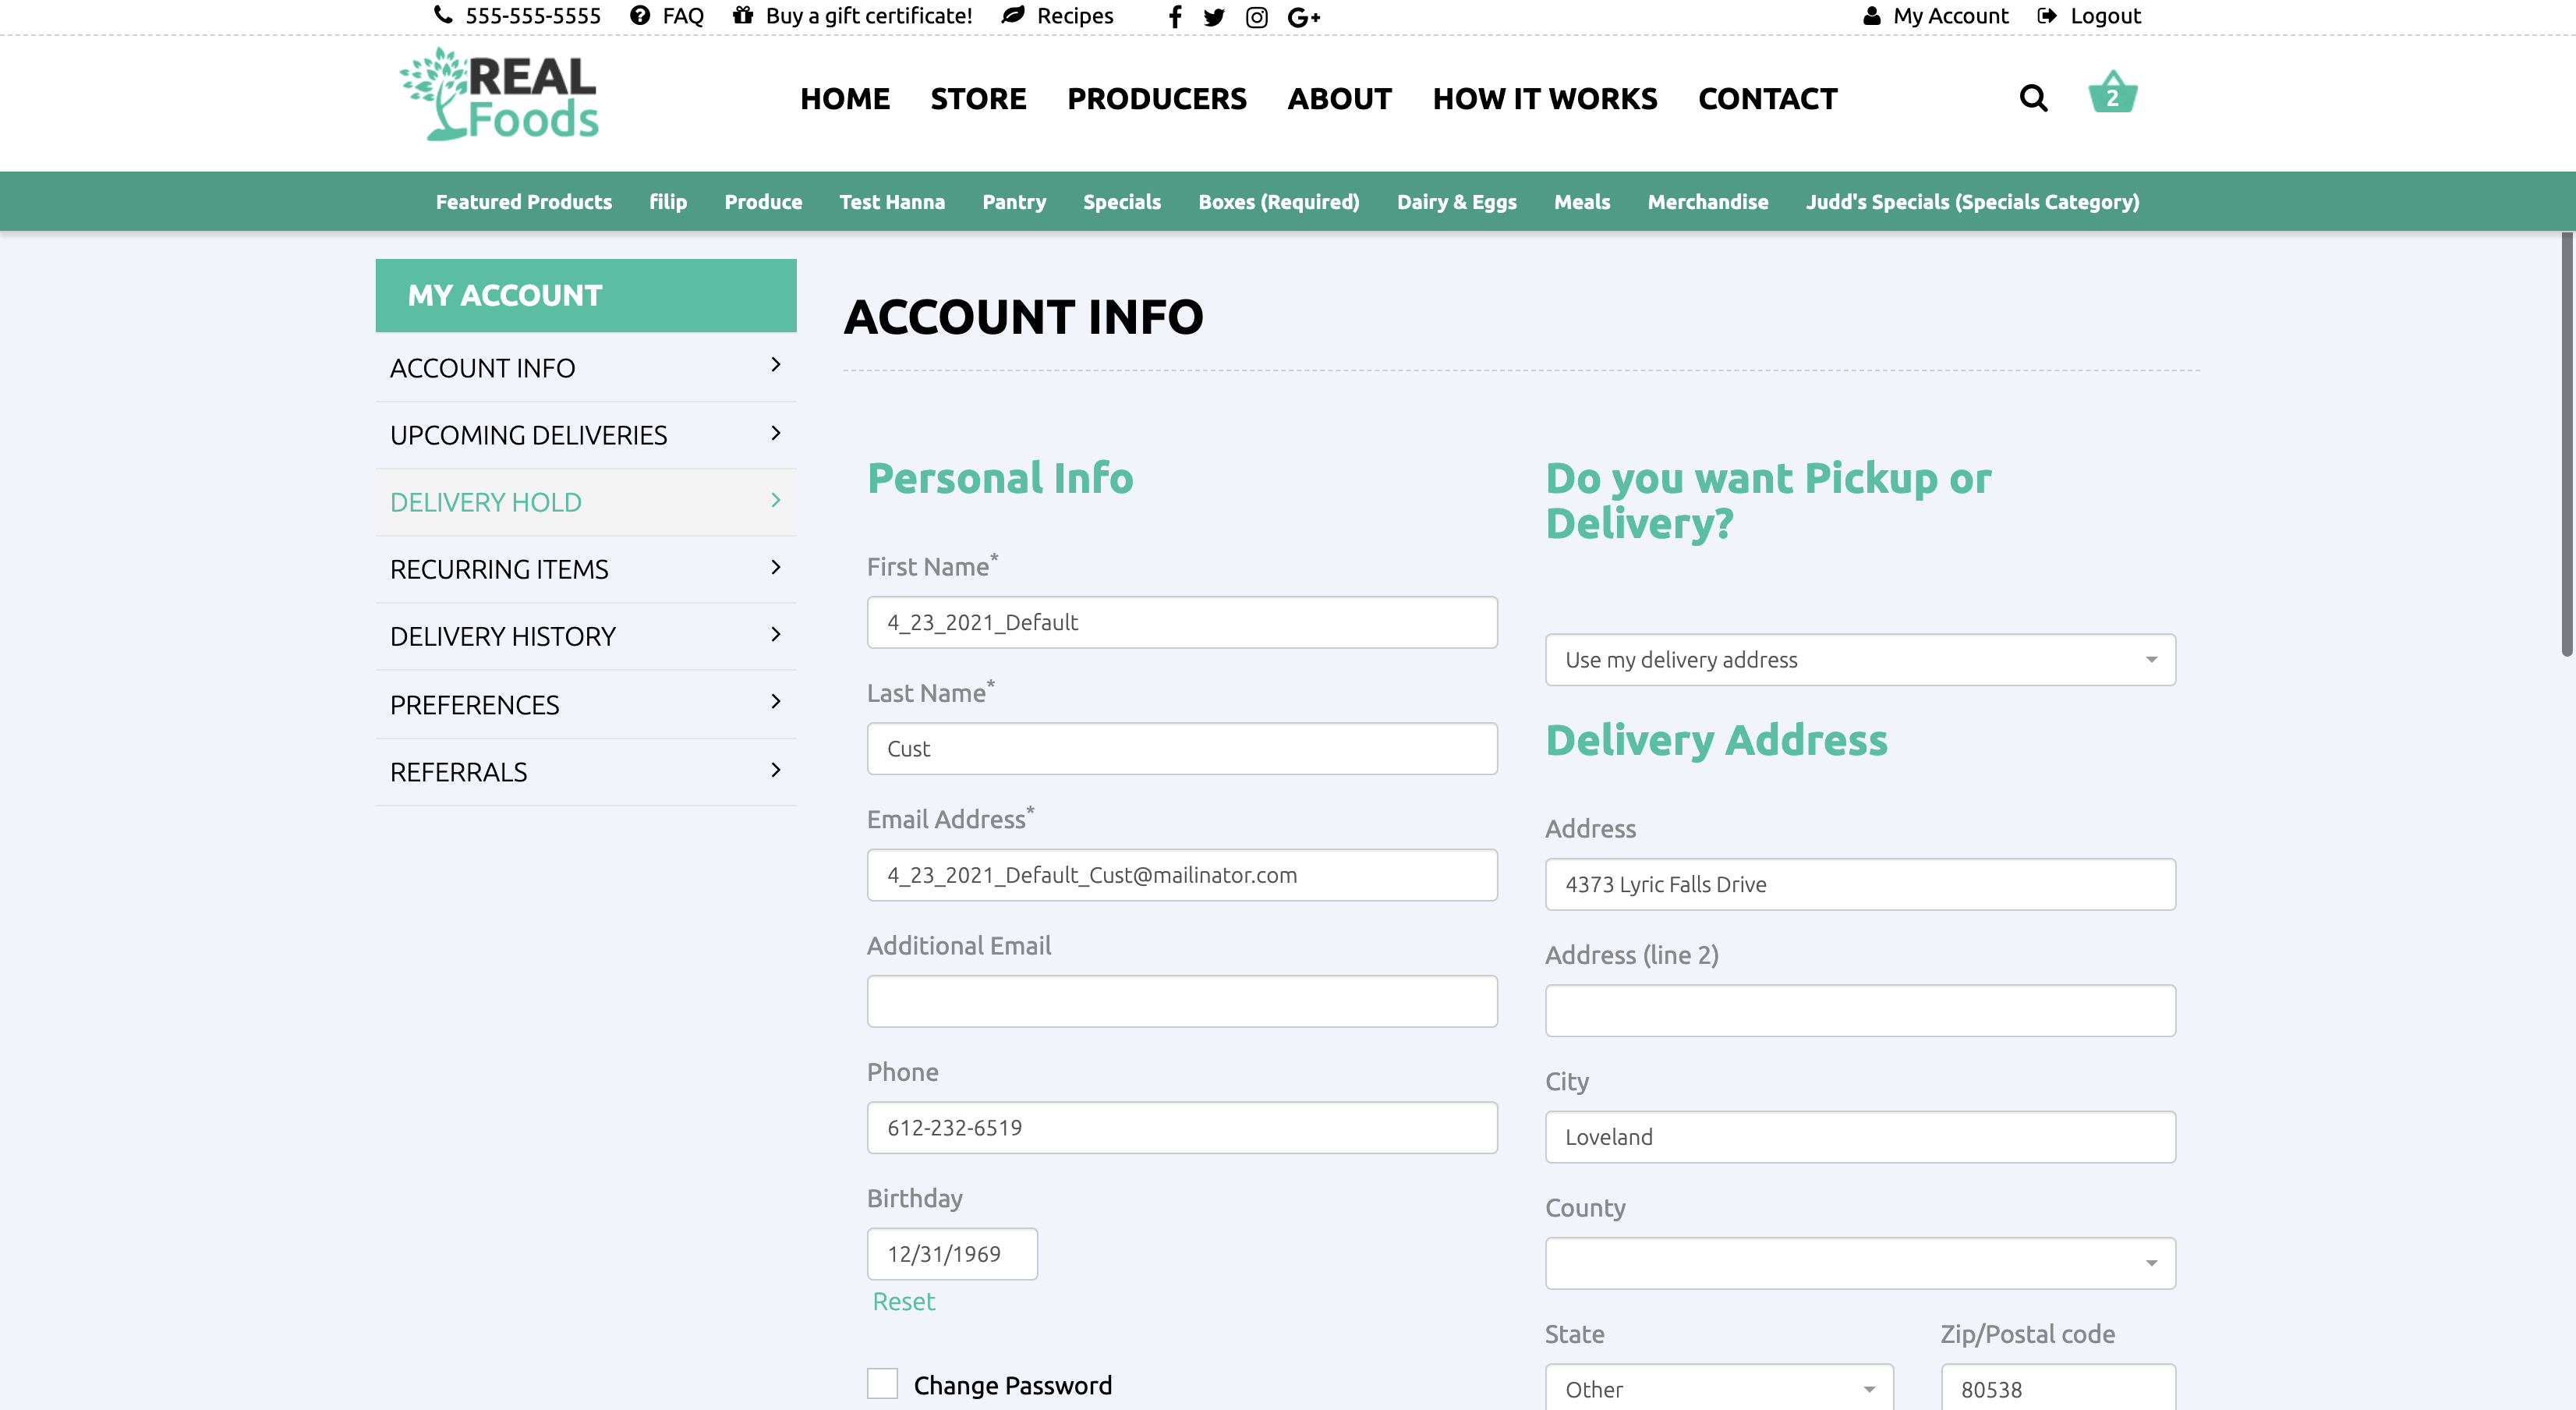 555-555-5555 FAQ Buy a gift certificate! Recipes My Account Logout
REAL
Foods
HOME STORE PRODUCERS ABOUT HOW IT WORKS CONTACT
2
Featured Products filip Produce Test Hanna Pantry Specials Boxes (Required) Dairy & Eggs Meals Merchandise Judd's Specials (Specials Category)
MY ACCOUNT
ACCOUNT INFO
UPCOMING DELIVERIES
DELIVERY HOLD
RECURRING ITEMS
DELIVERY HISTORY
PREFERENCES
REFERRALS
ACCOUNT INFO
Personal Info
First Name*
4_23_2021_Default
Last Name*
Cust
Email Address*
4_23_2021_Default_Cust@mailinator.com
Additional Email
Phone
612-232-6519
Birthday
12/31/1969
Reset
Change Password
Do you want Pickup or
Delivery?
Use my delivery address
Delivery Address
Address
4373 Lyric Falls Drive
Address (line 2)
City
Loveland
County
State Zip/Postal code
Other 80538